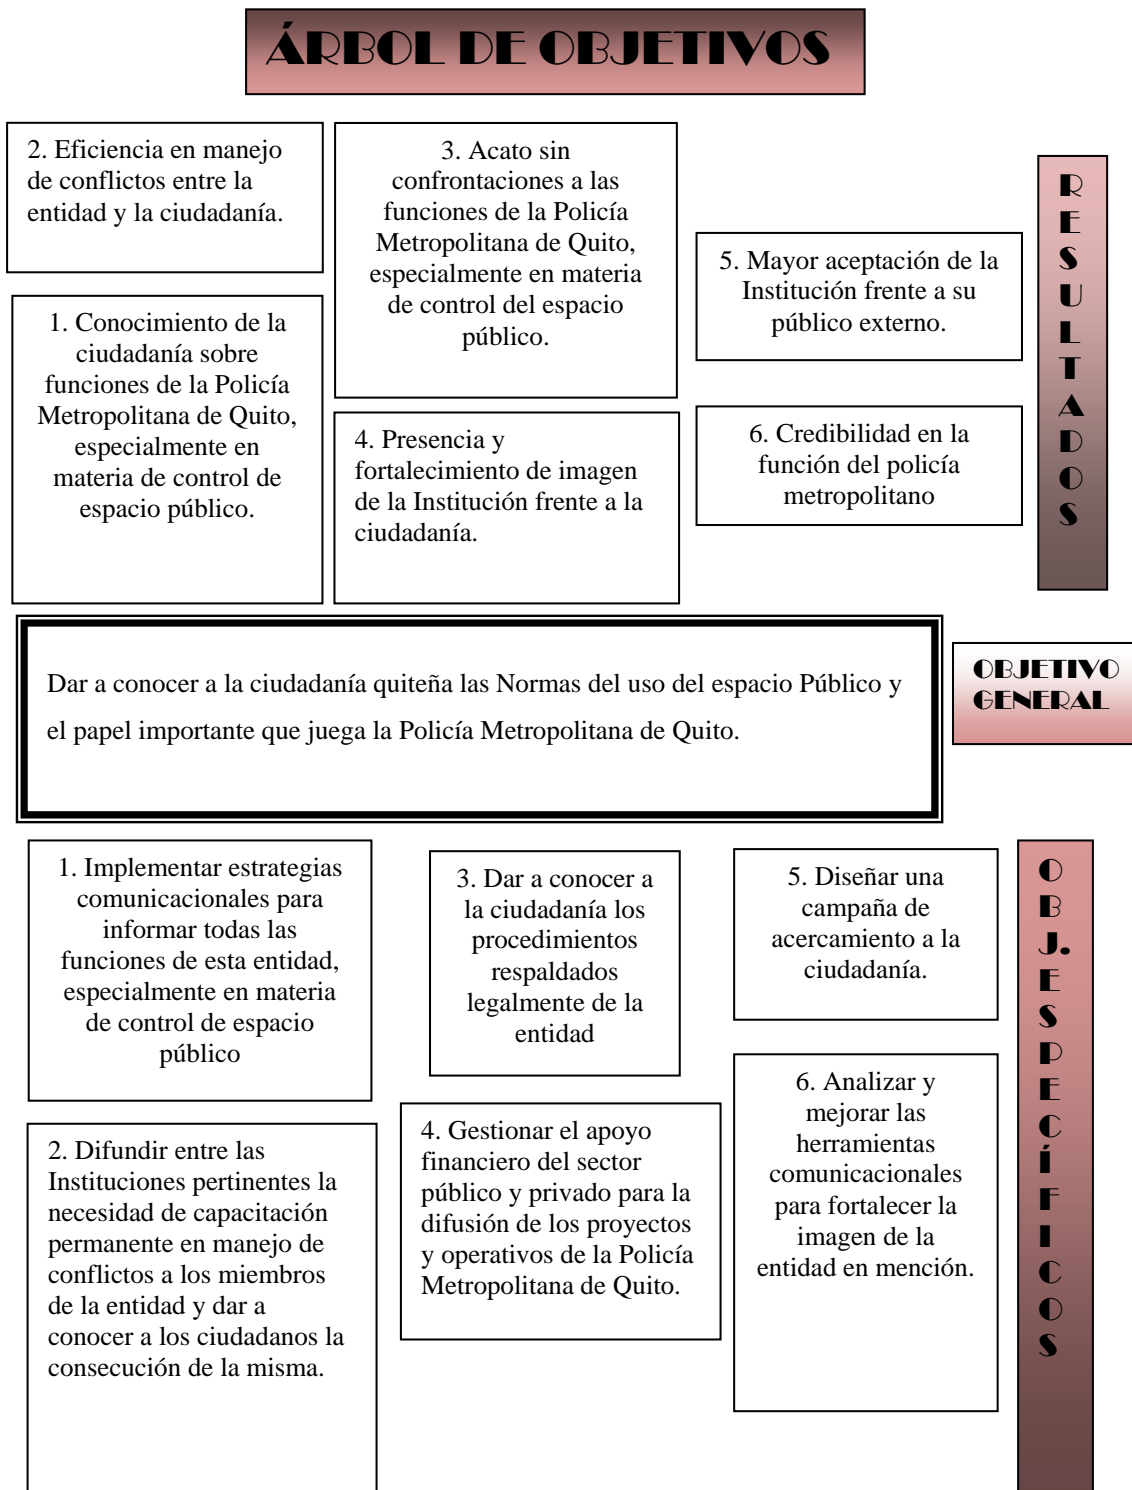 ÁRBOL DE OBJETIVOS
2. Eficiencia en manejo
de conflictos entre la
entidad y la ciudadanía.
1. Conocimiento de la
ciudadanía sobre
funciones de la Policía
Metropolitana de Quito,
especialmente en
materia de control de
espacio público.
3. Acato sin
confrontaciones a las
funciones de la Policía
Metropolitana de Quito,
especialmente en materia
de control del espacio
público.
4. Presencia y
fortalecimiento de imagen
de la Institución frente a la
ciudadanía.
5. Mayor aceptación de la
Institución frente a su
público externo.
6. Credibilidad en la
función del policía
metropolitano
RESULTADOS
Dar a conocer a la ciudadanía quiteña las Normas del uso del espacio Público y
el papel importante que juega la Policía Metropolitana de Quito.
OBJETIVO
GENERAL
1. Implementar estrategias
comunicacionales para
informar todas las
funciones de esta entidad,
especialmente en materia
de control de espacio
público
2. Difundir entre las
Instituciones pertinentes la
necesidad de capacitación
permanente en manejo de
conflictos a los miembros
de la entidad y dar a
conocer a los ciudadanos la
consecución de la misma.
3. Dar a conocer a
la ciudadanía los
procedimientos
respaldados
legalmente de la
entidad
4. Gestionar el apoyo
financiero del sector
público y privado para la
difusión de los proyectos
y operativos de la Policía
Metropolitana de Quito.
5. Diseñar una
campaña de
acercamiento a la
ciudadanía.
6. Analizar y
mejorar las
herramientas
comunicacionales
para fortalecer la
imagen de la
entidad en mención.
OBJ. ESPECÍFICOS